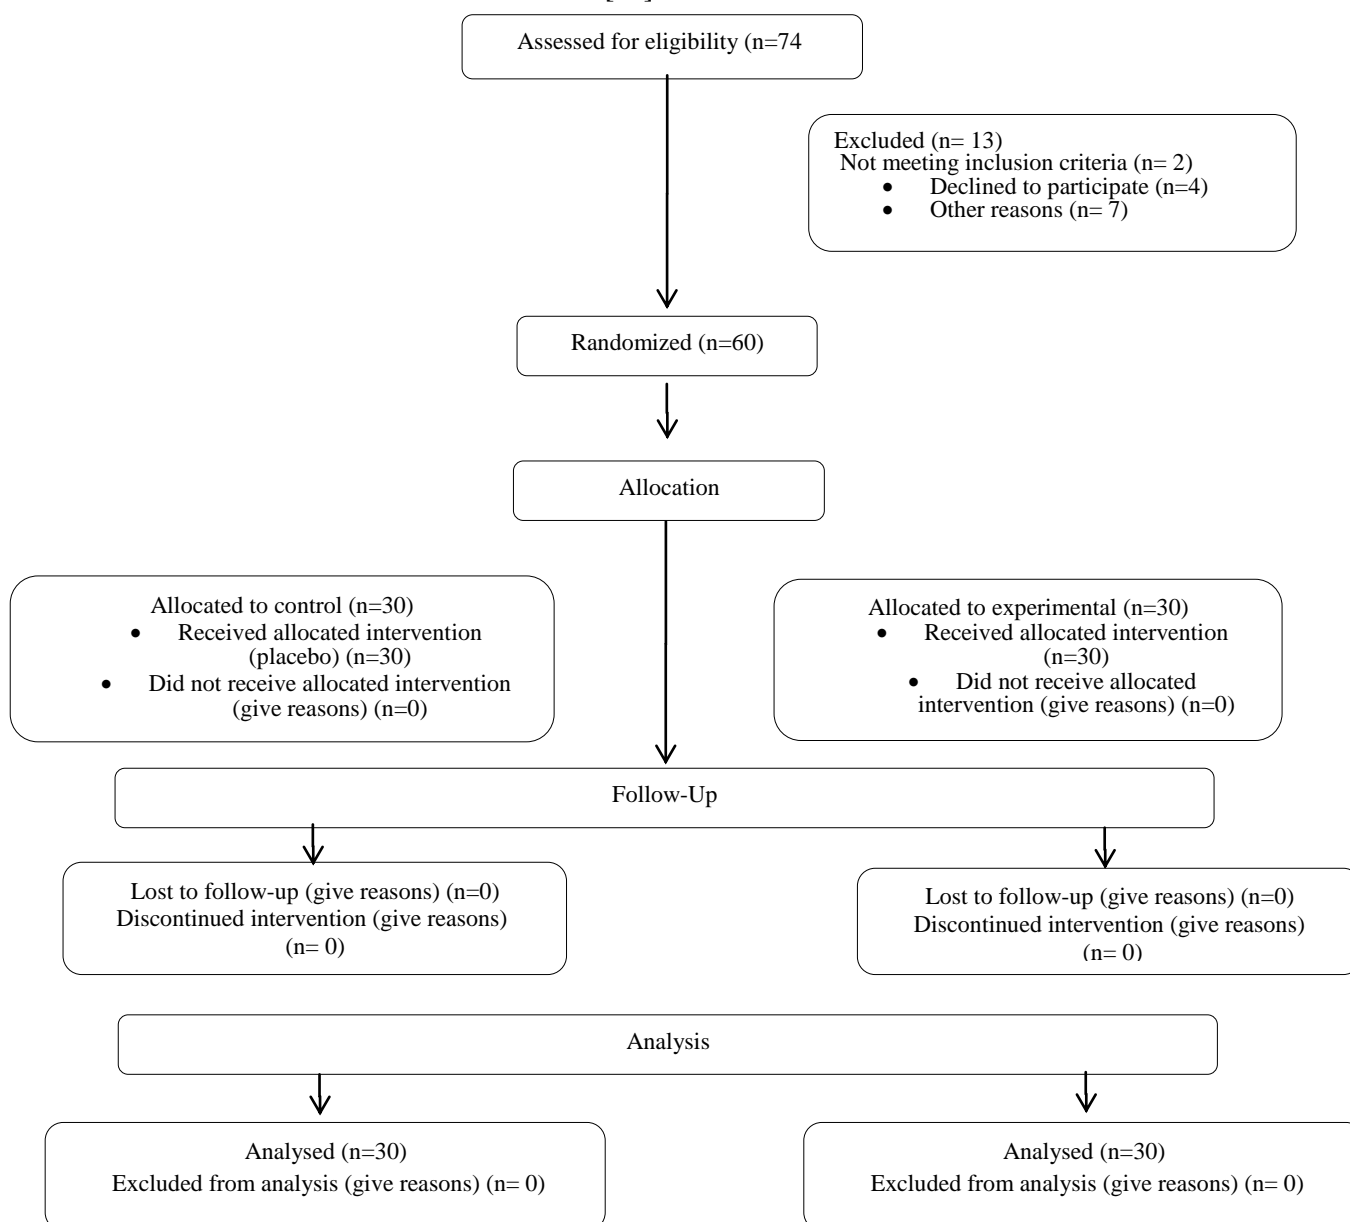 Assessed for eligibility (n=74
Excluded (n= 13)
Not meeting inclusion criteria (n= 2)
• Declined to participate (n=4)
• Other reasons (n= 7)
Randomized (n=60)
Allocation
Allocated to control (n=30)
• Received allocated intervention
(placebo) (n=30)
• Did not receive allocated intervention
(give reasons) (n=0)
Allocated to experimental (n=30)
• Received allocated intervention
(n=30)
• Did not receive allocated
intervention (give reasons) (n=0)
Follow-Up
Lost to follow-up (give reasons) (n=0)
Discontinued intervention (give reasons)
(n= 0)
Lost to follow-up (give reasons) (n=0)
Discontinued intervention (give reasons)
(n= 0)
Analysis
Analysed (n=30)
Excluded from analysis (give reasons) (n= 0)
Analysed (n=30)
Excluded from analysis (give reasons) (n= 0)